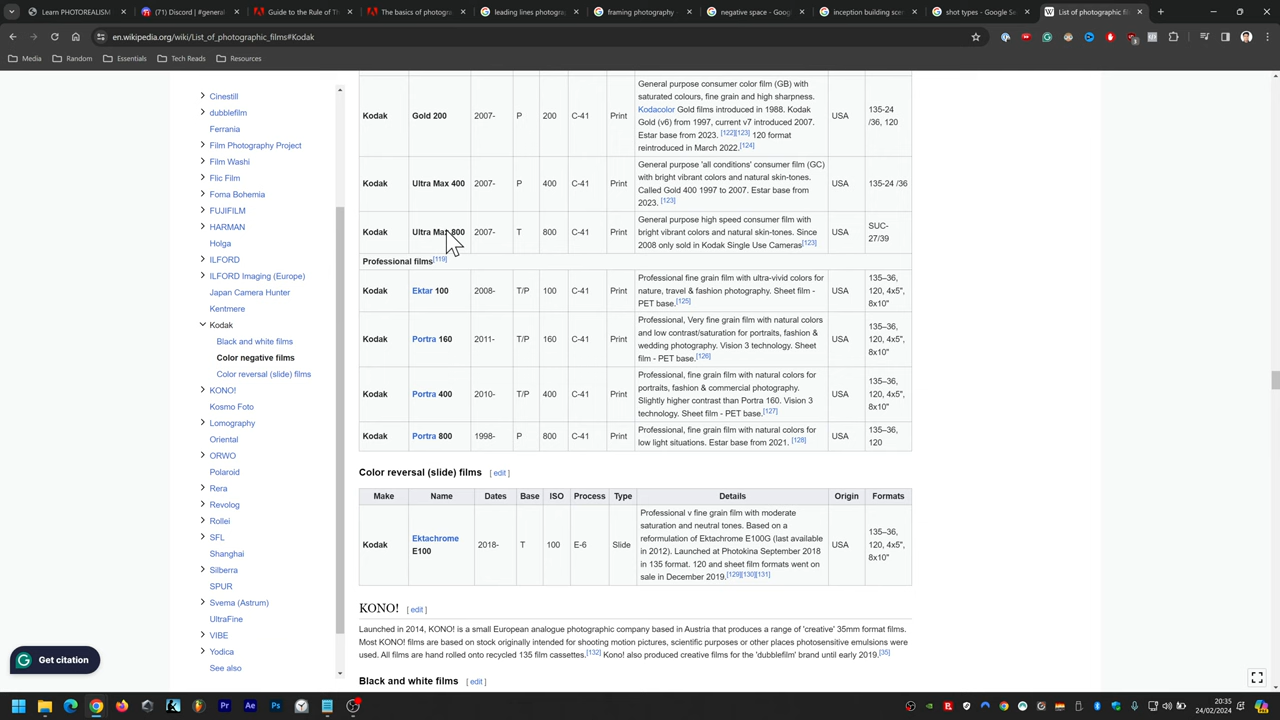 Learn PHOTOREALISM
(1) Discord | #general
Guide to the Rule of Th
The basics of photogra
leading lines photograp
framing photography -
negative space - Googl
inception building scen
shot types - Google Se
List of photographic fi
en.wikipedia.org/wiki/List_of_photographic_films#Kodak
Media
Random
Essentials
Tech Reads
Resources
Cinestill
dubblefilm
Ferrania
Film Photography Project
Film Washi
Flic Film
Foma Bohemia
FUJIFILM
HARMAN
Holga
ILFORD
ILFORD Imaging (Europe)
Japan Camera Hunter
Kentmere
Kodak
Black and white films
Color negative films
Color reversal (slide) films
KONO!
Kosmo Foto
Lomography
Oriental
ORWO
Polaroid
Rera
Revolog
Rollei
SFL
Shanghai
Silberra
SPUR
Svema (Astrum)
UltraFine
VIBE
Yodica
See also
Get citation
General purpose consumer color film (GB) with
saturated colours, fine grain and high sharpness.
Kodacolor Gold films introduced in 1988. Kodak
Kodak Gold 200 2007- P 200 C-41 Print Gold (v6) from 1997, current v7 introduced 2007. USA 135-24
/36, 120
Estar base from 2023. [122][123] 120 format
reintroduced in March 2022.[124]
General purpose 'all conditions' consumer film (GC)
Kodak Ultra Max 400 2007- P 400 C-41 Print with bright vibrant colors and natural skin-tones. USA 135-24 /36
Called Gold 400 1997 to 2007. Estar base from
2023. [123]
General purpose high speed consumer film with
Kodak Ultra Max 800 2007- T 800 C-41 Print bright vibrant colors and natural skin-tones. Since USA SUC-
27/39
2008 only sold in Kodak Single Use Cameras[123]
Professional films[119]
Professional fine grain film with ultra-vivid colors for
Kodak Ektar 100 2008- T/P 100 C-41 Print nature, travel & fashion photography. Sheet film - USA 135–36,
120, 4x5",
8x10"
PET base.[125]
Professional, Very fine grain film with natural colors
Kodak Portra 160 2011- T/P 160 C-41 Print and low contrast/saturation for portraits, fashion & USA 135–36,
120, 4x5",
8x10"
wedding photography. Vision 3 technology. Sheet
film - PET base.[126]
Professional, fine grain film with natural colors for
Kodak Portra 400 2010- T/P 400 C-41 Print portraits, fashion & commercial photography. USA 135–36,
120, 4x5",
8x10"
Slightly higher contrast than Portra 160. Vision 3
technology. Sheet film - PET base.[127]
Kodak Portra 800 1998- P 800 C-41 Print Professional, fine grain film with natural colors for USA 135–36,
120
low light situations. Estar base from 2021. [128]
Color reversal (slide) films [ edit ]
Make Name Dates Base ISO Process Type Details Origin Formats
Professional v fine grain film with moderate
saturation and neutral tones. Based on a
Kodak Ektachrome
E100 2018- T 100 E-6 Slide reformulation of Ektachrome E100G (last available USA 135–36,
120, 4x5",
8x10"
in 2012). Launched at Photokina September 2018
in 135 format. 120 and sheet film formats went on
sale in December 2019.[129][130][131]
KONO! [ edit ]
Launched in 2014, KONO! is a small European analogue photographic company based in Austria that produces a range of 'creative' 35mm format films.
Most KONO! films are based on stock originally intended for shooting motion pictures, scientific purposes or other places photosensitive emulsions were
used. All films are hand rolled onto recycled 135 film cassettes.[132] Kono! also produced creative films for the 'dubblefilm' brand until early 2019.[35]
Black and white films [ edit ]
Pr
Ae
Ps
20:35
24/02/2024